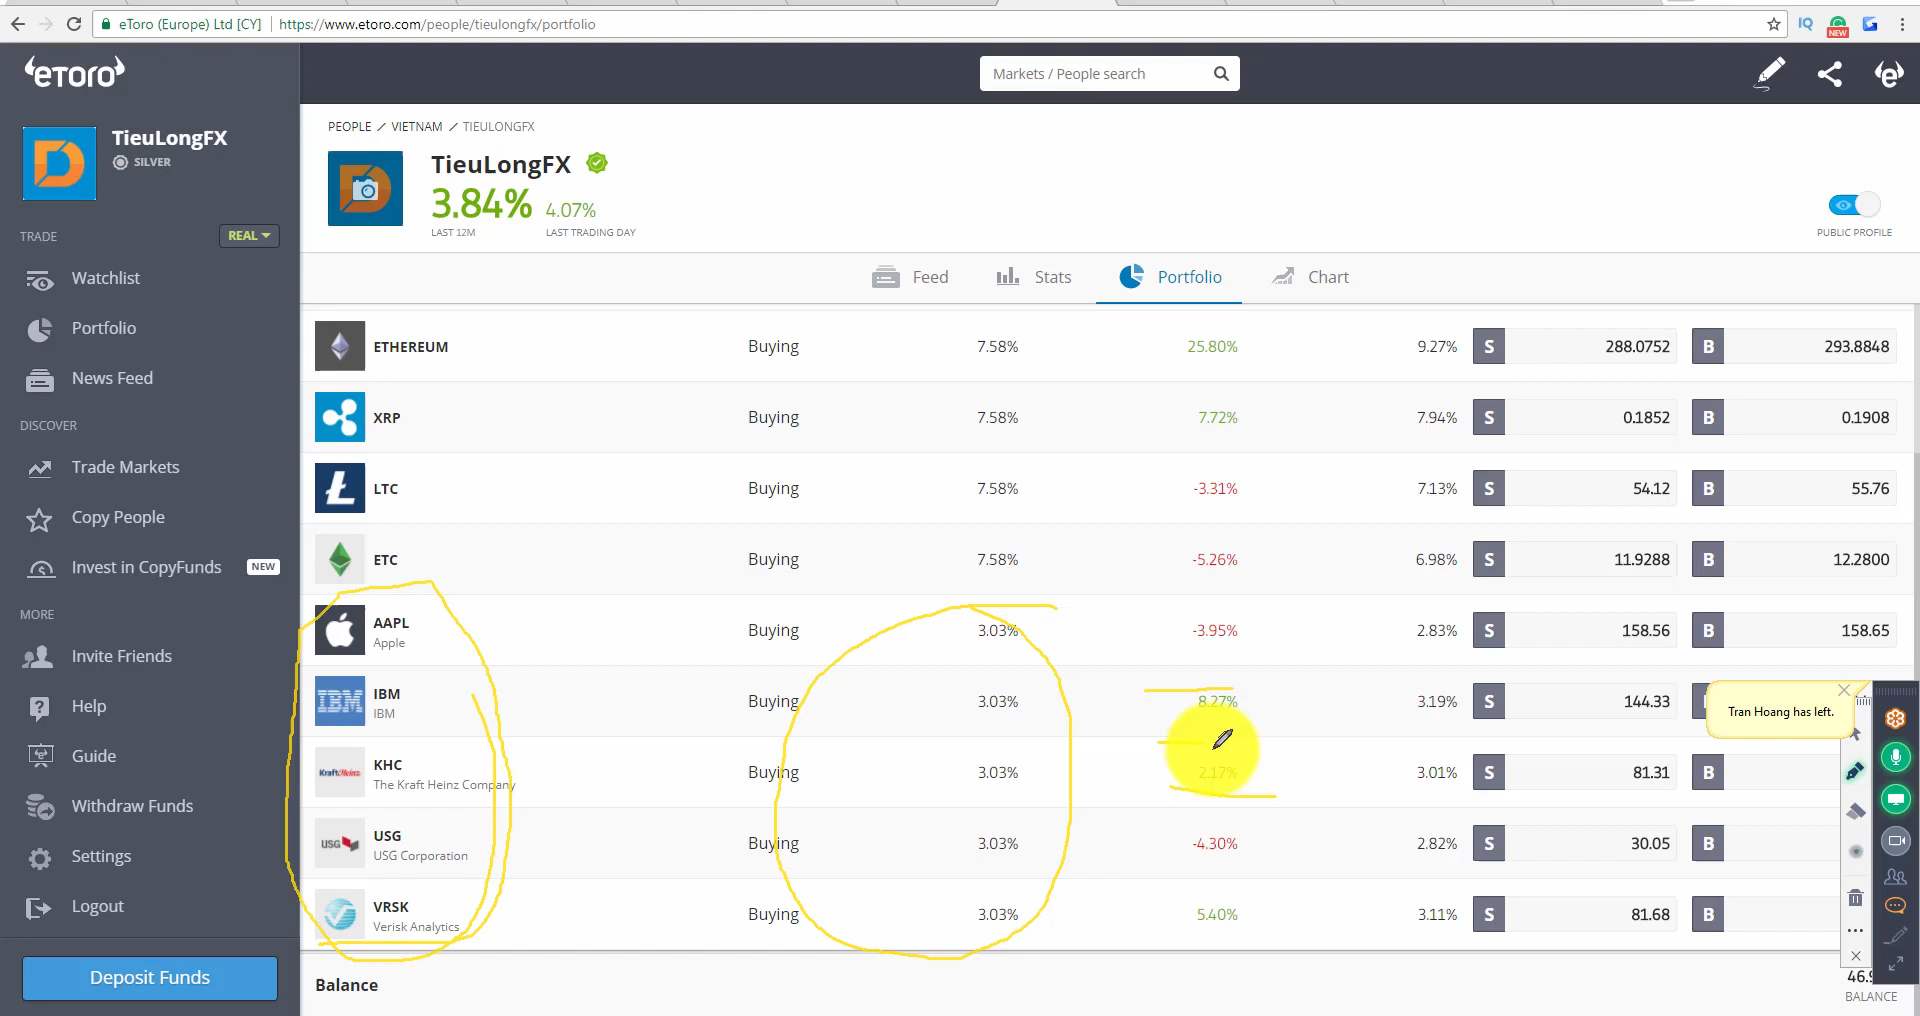 eToro (Europe) Ltd [CY] | https://www.etoro.com/people/tieulongfx/portfolio
NEW
eToro
Markets / People search
TieuLongFX
SILVER
TRADE
REAL
Watchlist
Portfolio
News Feed
DISCOVER
Trade Markets
Copy People
Invest in CopyFunds NEW
MORE
Invite Friends
Help
Guide
Withdraw Funds
Settings
Logout
Deposit Funds
PEOPLE / VIETNAM / TIEULONGFX
TieuLongFX
3.84% 4.07%
LAST 12M LAST TRADING DAY
PUBLIC PROFILE
Feed Stats Portfolio Chart
ETHEREUM Buying 7.58% 25.80% 9.27% S 288.0752 B 293.8848
XRP Buying 7.58% 7.72% 7.94% S 0.1852 B 0.1908
LTC Buying 7.58% -3.31% 7.13% S 54.12 B 55.76
ETC Buying 7.58% -5.26% 6.98% S 11.9288 B 12.2800
AAPL Buying 3.03% -3.95% 2.83% S 158.56 B 158.65
Apple
IBM IBM Buying 3.03% 8.27% 3.19% S 144.33
IBM
Tran Hoang has left.
KraftHeinz KHC Buying 3.03% 2.17% 3.01% S 81.31 B
The Kraft Heinz Company
USG USG Buying 3.03% -4.30% 2.82% S 30.05 B
USG Corporation
VRSK Buying 3.03% 5.40% 3.11% S 81.68 B
Verisk Analytics
Balance
BALANCE